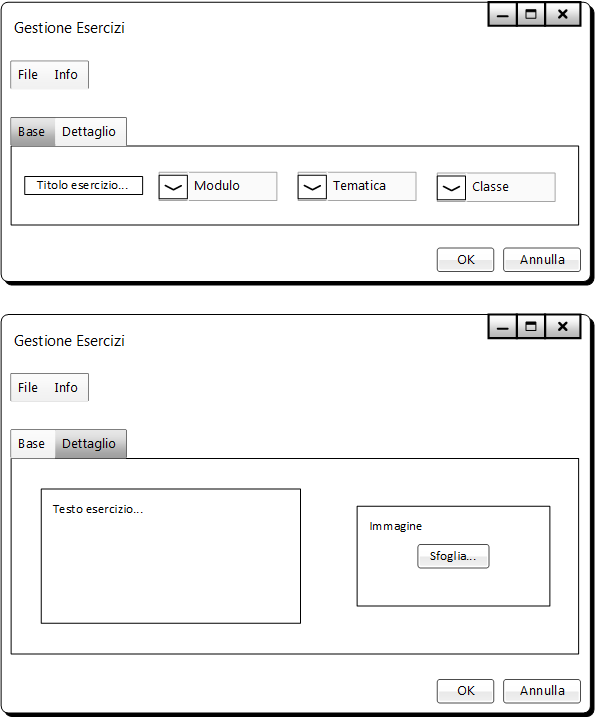 Gestione Esercizi
File Info
Base Dettaglio
Titolo esercizio... Modulo Tematica Classe
OK Annulla
Gestione Esercizi
File Info
Base Dettaglio
Testo esercizio...
Immagine
Sfoglia...
OK Annulla